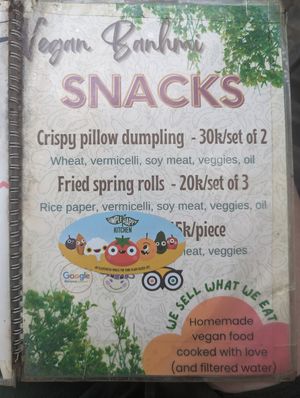 Vegan Banhmi
SNACKS
Crispy pillow dumpling - 30k/set of 2
Wheat, vermicelli, soy meat, veggies, oil
Fried spring rolls - 20k/set of 3
Rice paper, vermicelli, soy meat, veggies, oil
5k/piece
KITCHEN
eat, veggies
Google
WE SELL WHAT WE EAT
Homemade
vegan food
cooked with love
(and filtered water)